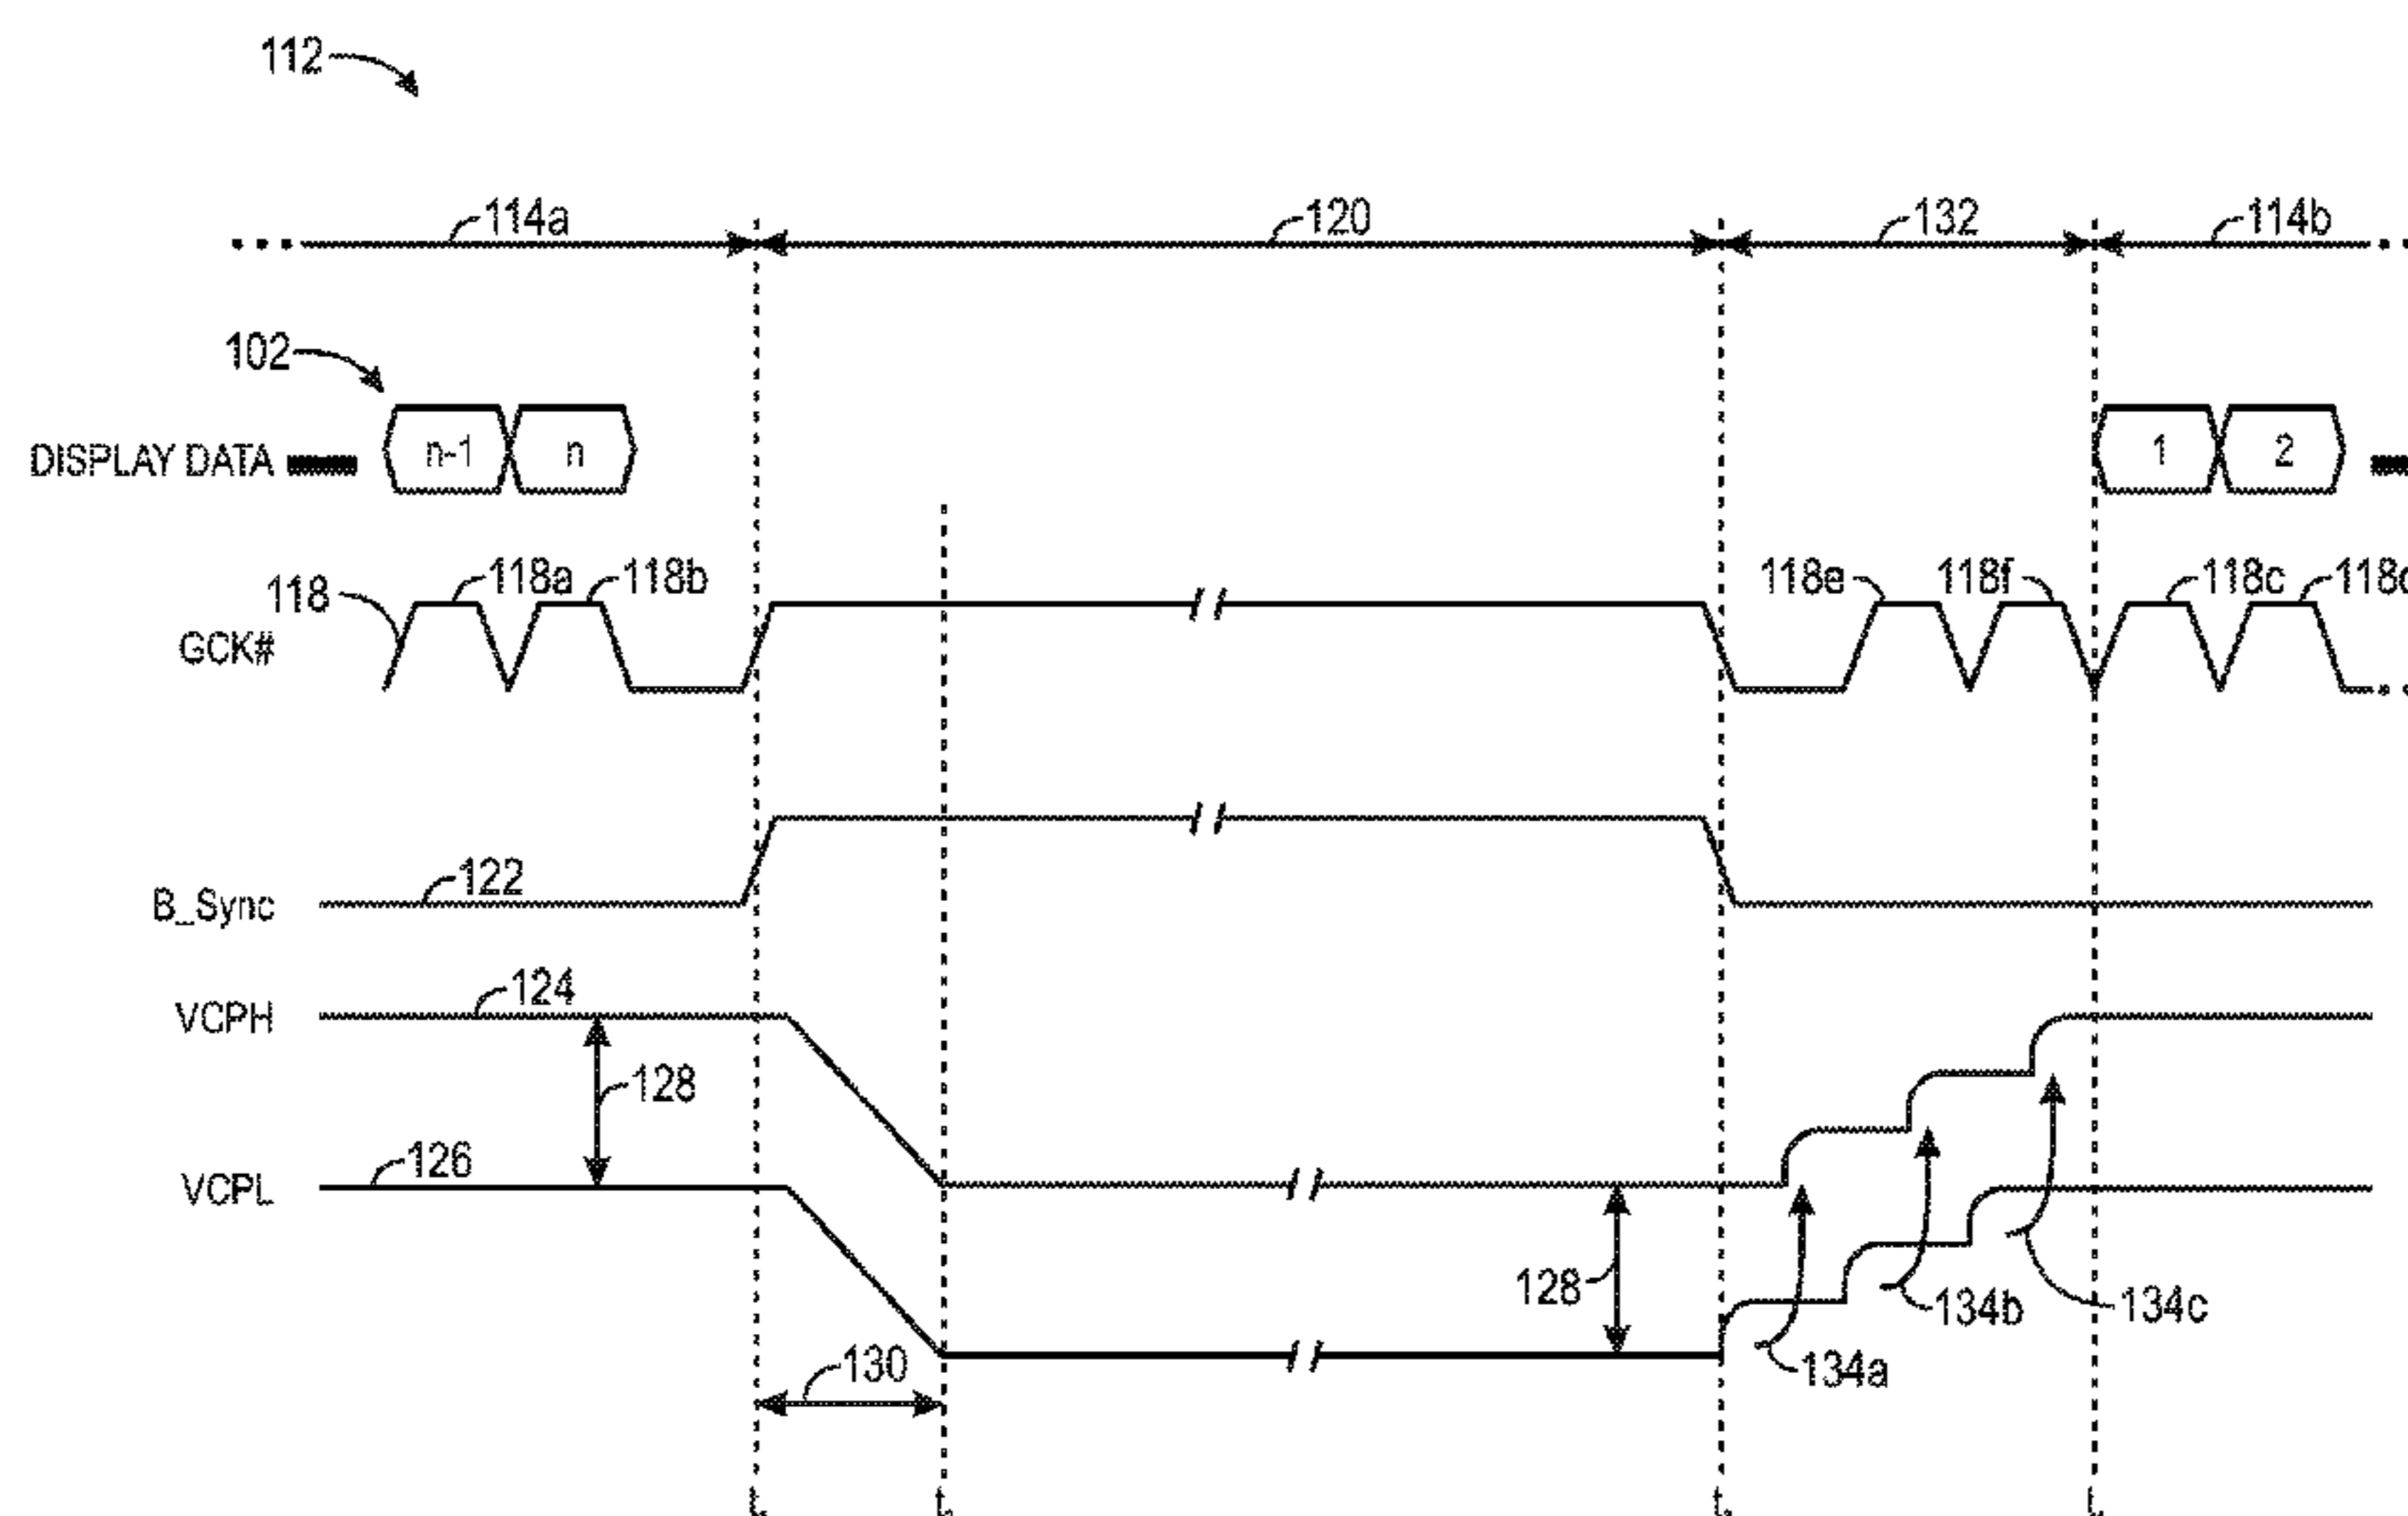 112
114a 120 132 114b
102
DISPLAY DATA n-1 n 1 2
118a 118b 118e 118f 118c
118
GCK#
122
B_Sync
124
VCPH
128
126
VCPL
128 134b 134c
130 134a
t t t t